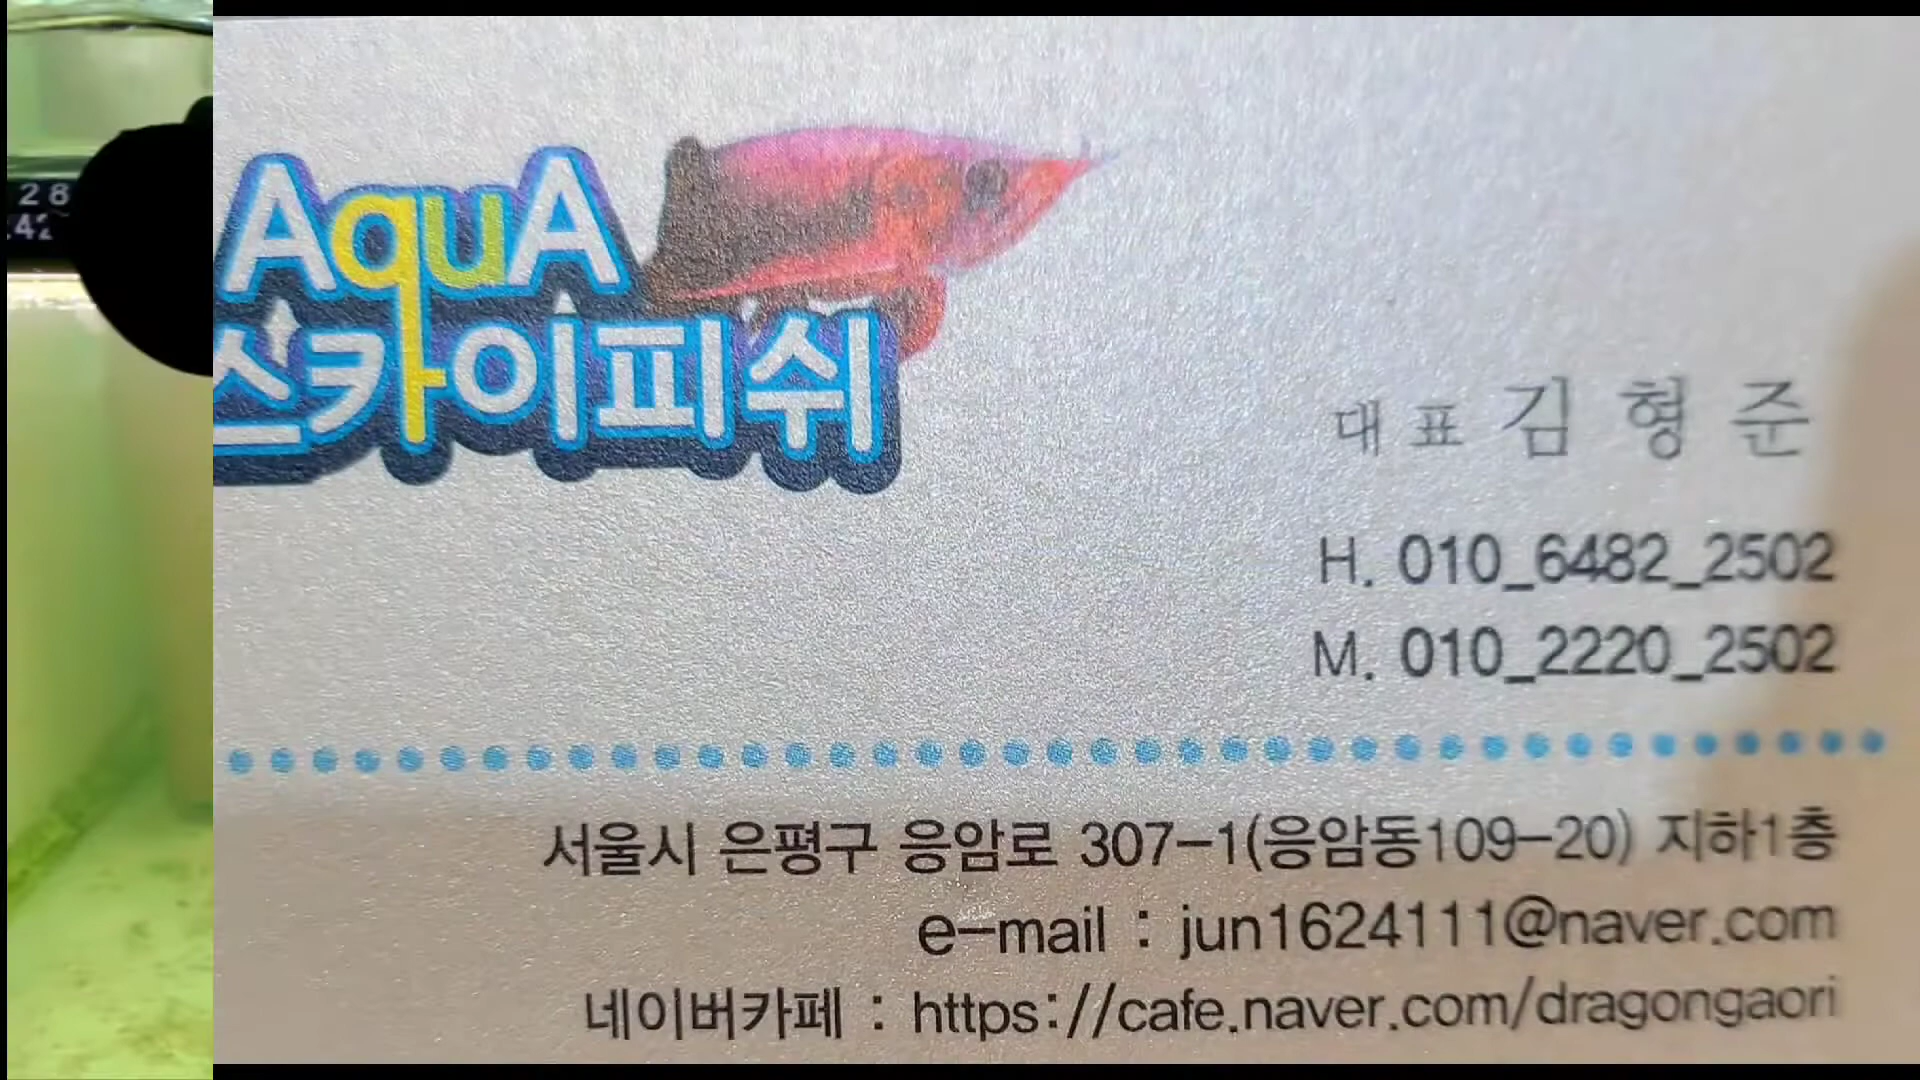 28
42
AquA
스카이피쉬
대표 김형준
H. 010_6482_2502
M. 010_2220_2502
서울시 은평구 응암로 307-1(응암동109-20) 지하1층
e-mail : jun1624111@naver.com
네이버카페 : https://cafe.naver.com/dragongaori